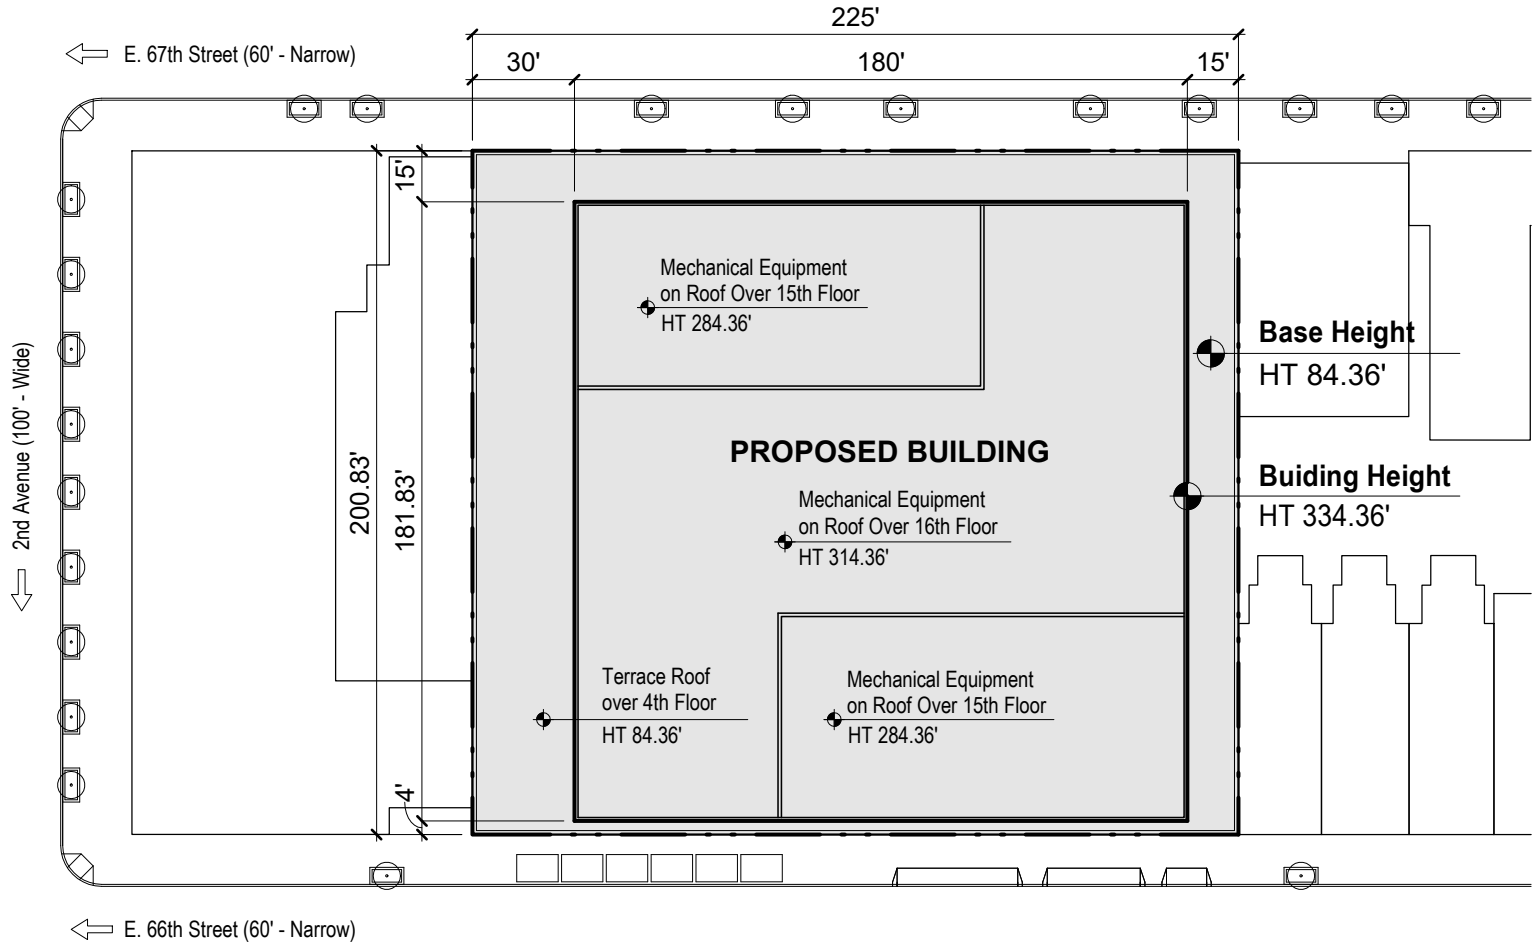 225'
E. 67th Street (60' - Narrow)
30'
180'
15'
15'
Mechanical Equipment
on Roof Over 15th Floor
HT 284.36'
Base Height
HT 84.36'
2nd Avenue (100' - Wide)
200.83'
181.83'
PROPOSED BUILDING
Mechanical Equipment
on Roof Over 16th Floor
HT 314.36'
Buiding Height
HT 334.36'
Terrace Roof
over 4th Floor
HT 84.36'
Mechanical Equipment
on Roof Over 15th Floor
HT 284.36'
4'
E. 66th Street (60' - Narrow)